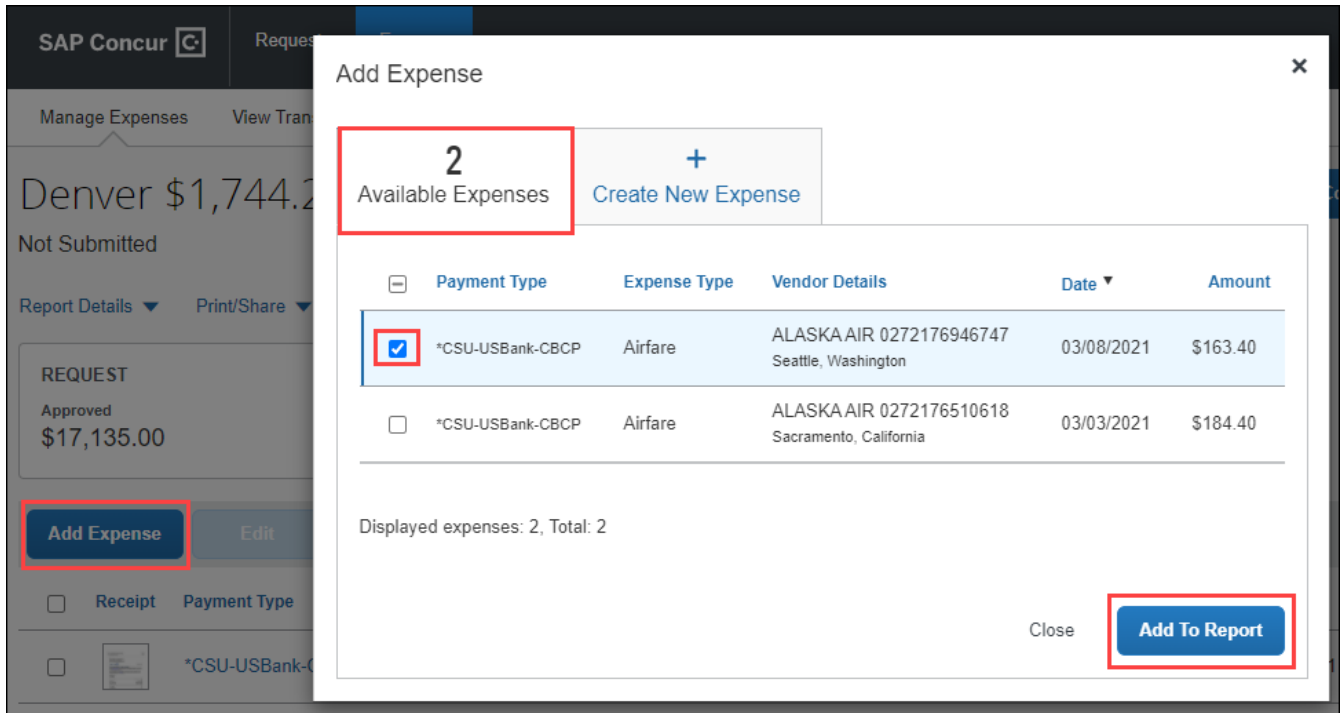 SAP Concur
Manage Expenses
Denver $1,744.2
Not Submitted
Report Details Print/Share
REQUEST
Approved
$17,135.00
Add Expense Edit
Receipt Payment Type
*CSU-USBank-C
Add Expense
2
Available Expenses
+
Create New Expense
Payment Type Expense Type Vendor Details Date Amount
*CSU-USBank-CBCP Airfare ALASKA AIR 0272176946747 03/08/2021 $163.40
Seattle, Washington
*CSU-USBank-CBCP Airfare ALASKA AIR 0272176510618 03/03/2021 $184.40
Sacramento, California
Displayed expenses: 2, Total: 2
Close Add To Report